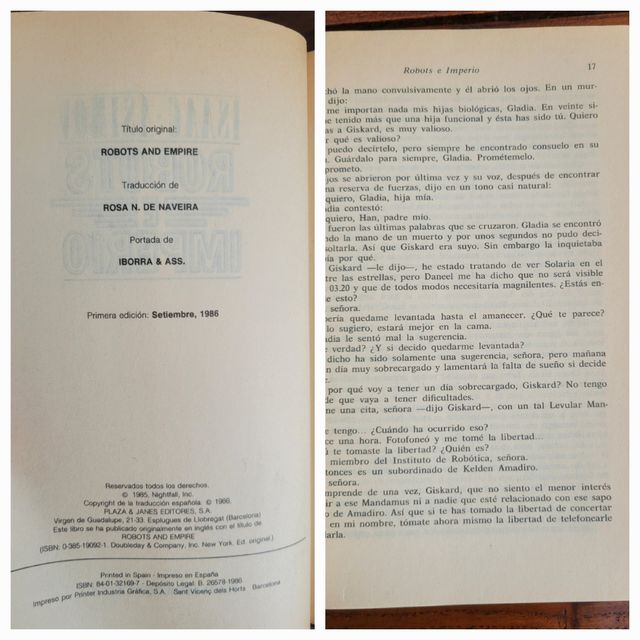 Título original:
ROBOTS AND EMPIRE
Traducción de
ROSA N. DE NAVEIRA
Portada de
IBORRA & ASS.
Primera edición: Setiembre, 1986
Reservados todos los derechos.
© 1985, Nightfall, Inc.
Copyright de la traducción española: © 1986,
PLAZA & JANES EDITORES, S.A.
Virgen de Guadalupe, 21-33. Esplugues de Llobregat (Barcelona)
Este libro se ha publicado originalmente en inglés con el título de
ROBOTS AND EMPIRE
(ISBN: 0-385-19092-1. Doubleday & Company, Inc. New York. Ed. original.)
Printed in Spain - Impreso en España
ISBN: 84-01-32169-7 - Depósito Legal: B. 26578-1986
Impreso por Printer Industria Gráfica, S.A. Sant Vicenç dels Horts Barcelona
Robots e Imperio 17
chó la mano convulsivamente y él abrió los ojos. En un mur-
dijo:
me importan nada mis hijas biológicas, Gladia. En veinte si-
he tenido más que una hija funcional y ésta has sido tú. Quiero
as a Giskard, es muy valioso.
r qué es valioso?
puedo decírtelo, pero siempre he encontrado consuelo en su
. Guárdalo para siempre, Gladia. Prométemelo.
prometo.
jos se abrieron por última vez y su voz, después de encontrar
una reserva de fuerzas, dijo en un tono casi natural:
quiero, Gladia, hija mía.
dia contestó:
quiero, Han, padre mío.
fueron las últimas palabras que se cruzaron. Gladia se encontró
ndo la mano de un muerto y por unos segundos no pudo deci-
soltarla. Así que Giskard era suyo. Sin embargo la inquietaba
bía por qué.
Giskard —le dijo—, he estado tratando de ver Solaria en el
ntre las estrellas, pero Daneel me ha dicho que no será visible
03.20 y que de todos modos necesitaría magnilentes. ¿Estás en-
e esto?
señora.
bería quedarme levantada hasta el amanecer. ¿Qué te parece?
lo sugiero, estará mejor en la cama.
adia le sentó mal la sugerencia.
e verdad? ¿Y si decido quedarme levantada?
dicho ha sido solamente una sugerencia, señora, pero mañana
n día muy sobrecargado y lamentará la falta de sueño si decide
e.
por qué voy a tener un día sobrecargado, Giskard? No tengo
de que vaya a tener dificultades.
ne una cita, señora —dijo Giskard—, con un tal Levular Man-
e tengo... ¿Cuándo ha ocurrido eso?
ce una hora. Fotofoneó y me tomé la libertad...
ú te tomaste la libertad? ¿Quién es?
miembro del Instituto de Robótica, señora.
tonces es un subordinado de Kelden Amadiro.
señora.
mprende de una vez, Giskard, que no siento el menor interés
ir a ese Mandamus ni a nadie que esté relacionado con ese sapo
o de Amadiro. Así que si te has tomado la libertad de concertar
en mi nombre, tómate ahora mismo la libertad de telefonearle
larla.